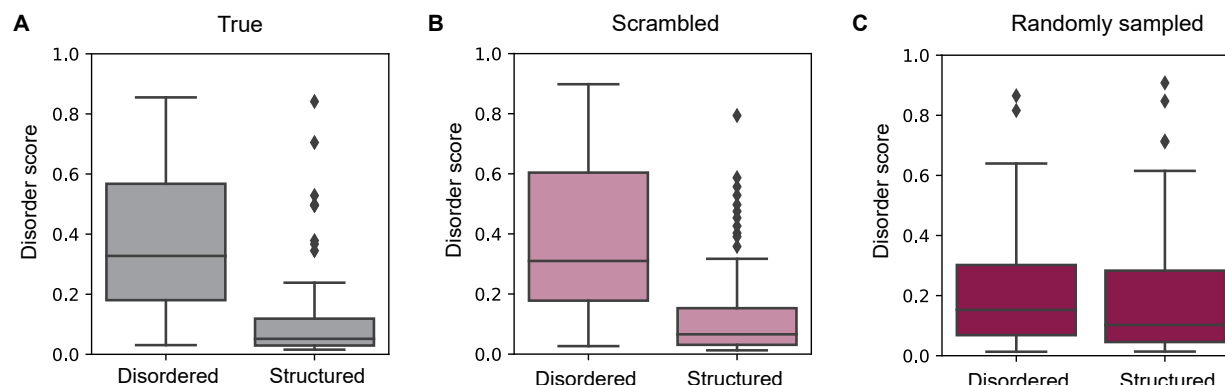 A
True
Disorder score
1.0
0.8
0.6
0.4
0.2
0.0
Disordered
Structured
B
Scrambled
Disorder score
1.0
0.8
0.6
0.4
0.2
0.0
Disordered
Structured
C
Randomly sampled
Disorder score
1.0
0.8
0.6
0.4
0.2
0.0
Disordered
Structured